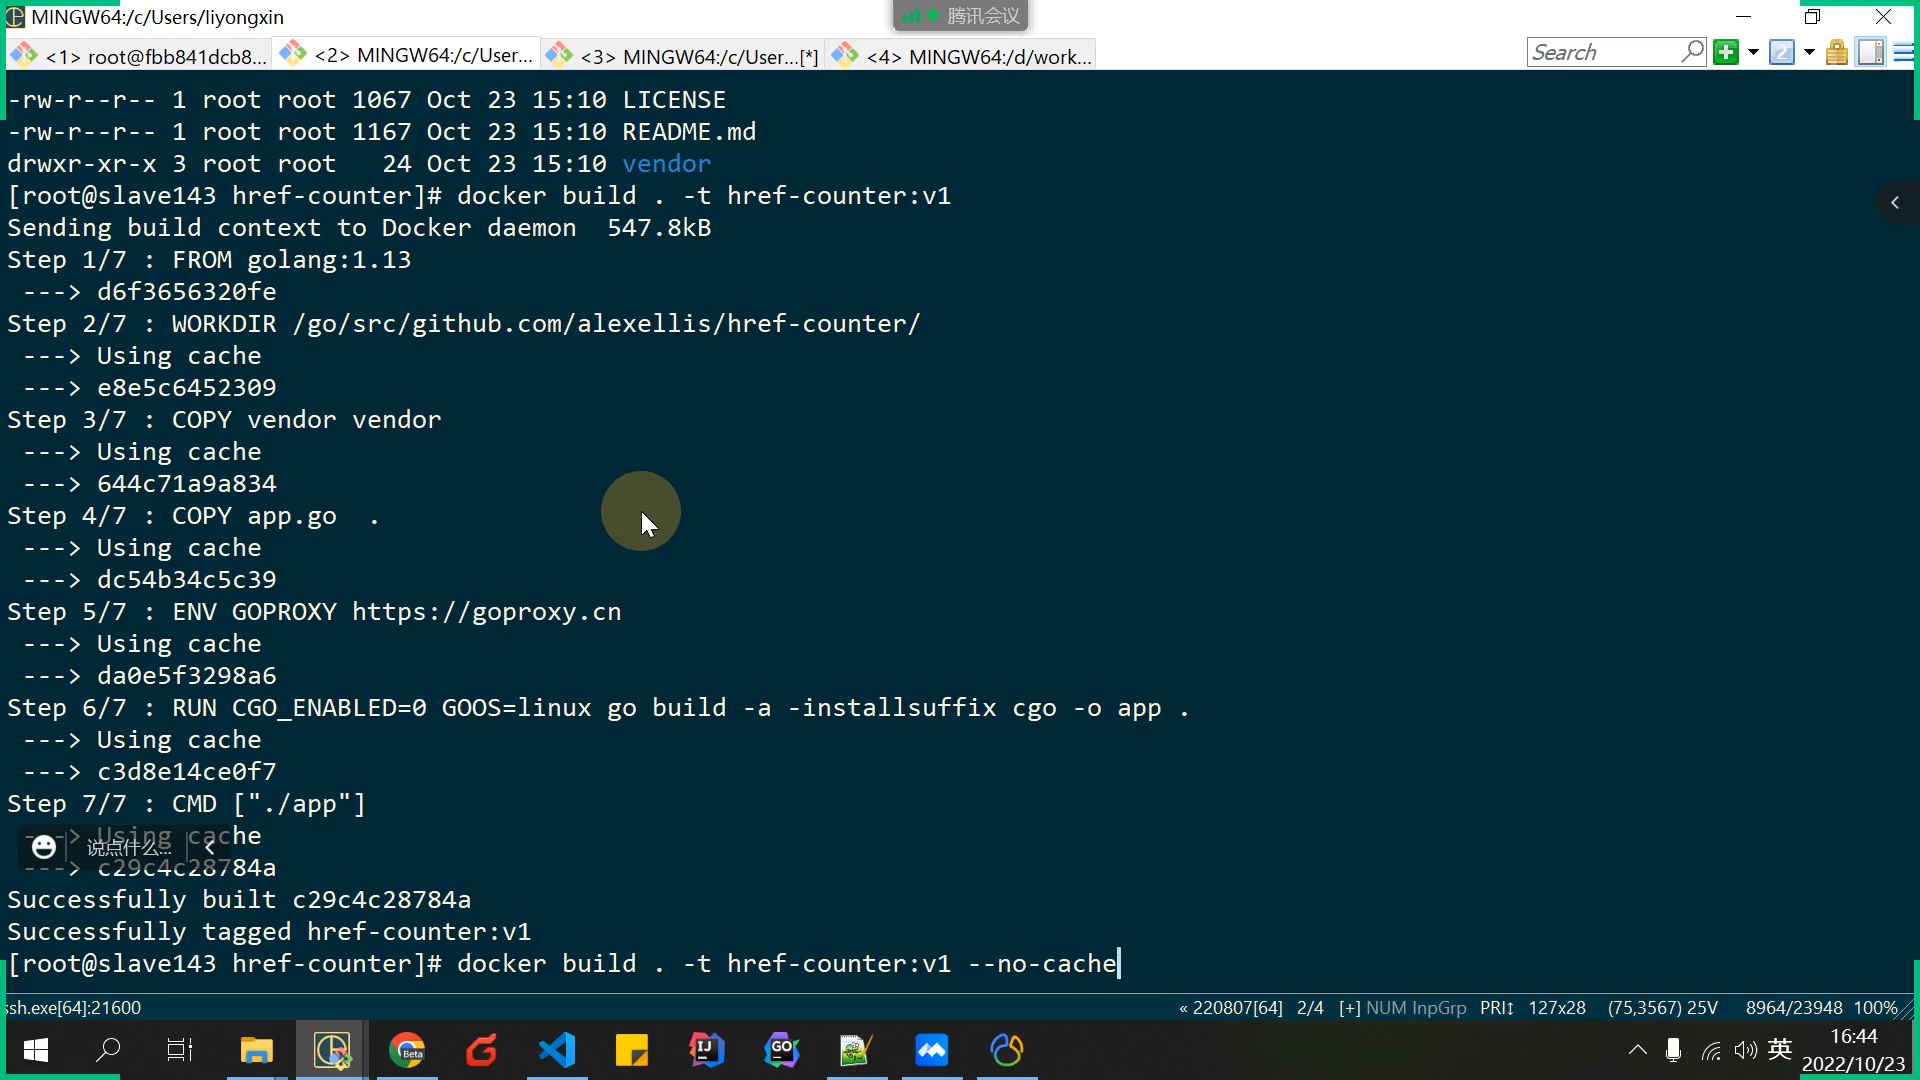 MINGW64:/c/Users/liyongxin
腾讯会议
<1> root@fbb841dcb8...
<2> MINGW64:/c/User...
<3> MINGW64:/c/User...[*]
<4> MINGW64:/d/work...
Search
2
-rw-r--r-- 1 root root 1067 Oct 23 15:10 LICENSE
-rw-r--r-- 1 root root 1167 Oct 23 15:10 README.md
drwxr-xr-x 3 root root   24 Oct 23 15:10 vendor
[root@slave143 href-counter]# docker build . -t href-counter:v1
Sending build context to Docker daemon  547.8kB
Step 1/7 : FROM golang:1.13
 ---> d6f3656320fe
Step 2/7 : WORKDIR /go/src/github.com/alexellis/href-counter/
 ---> Using cache
 ---> e8e5c6452309
Step 3/7 : COPY vendor vendor
 ---> Using cache
 ---> 644c71a9a834
Step 4/7 : COPY app.go  .
 ---> Using cache
 ---> dc54b34c5c39
Step 5/7 : ENV GOPROXY https://goproxy.cn
 ---> Using cache
 ---> da0e5f3298a6
Step 6/7 : RUN CGO_ENABLED=0 GOOS=linux go build -a -installsuffix cgo -o app .
 ---> Using cache
 ---> c3d8e14ce0f7
Step 7/7 : CMD ["./app"]
 ---> Using cache
说点什么...
 ---> c29c4c28784a
Successfully built c29c4c28784a
Successfully tagged href-counter:v1
[root@slave143 href-counter]# docker build . -t href-counter:v1 --no-cache
ssh.exe[64]:21600
« 220807[64] 2/4 [+] NUM InpGrp PRI↕ 127x28 (75,3567) 25V 8964/23948 100%
Beta
IJ
GO
英
16:44
2022/10/23